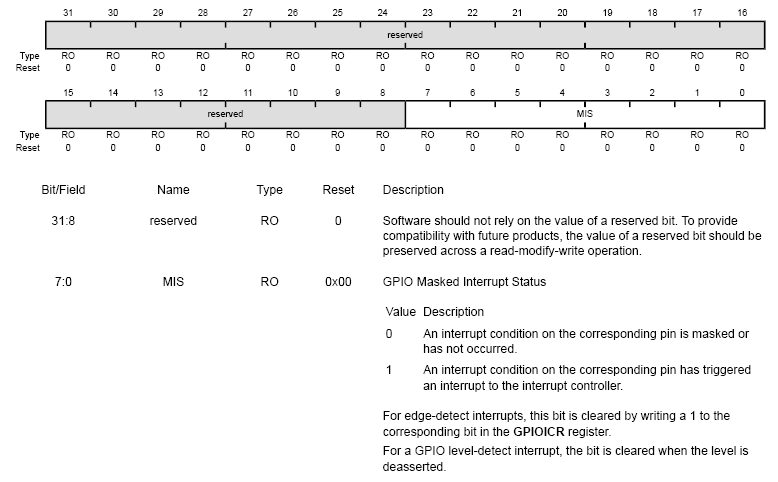 31 30 29 28 27 26 25 24 23 22 21 20 19 18 17 16
reserved
Type RO RO RO RO RO RO RO RO RO RO RO RO RO RO RO RO
Reset 0 0 0 0 0 0 0 0 0 0 0 0 0 0 0 0
15 14 13 12 11 10 9 8 7 6 5 4 3 2 1 0
reserved MIS
Type RO RO RO RO RO RO RO RO RO RO RO RO RO RO RO RO
Reset 0 0 0 0 0 0 0 0 0 0 0 0 0 0 0 0
Bit/Field Name Type Reset Description
31:8 reserved RO 0 Software should not rely on the value of a reserved bit. To provide
compatibility with future products, the value of a reserved bit should be
preserved across a read-modify-write operation.
7:0 MIS RO 0x00 GPIO Masked Interrupt Status
Value Description
0 An interrupt condition on the corresponding pin is masked or
has not occurred.
1 An interrupt condition on the corresponding pin has triggered
an interrupt to the interrupt controller.
For edge-detect interrupts, this bit is cleared by writing a 1 to the
corresponding bit in the GPIOICR register.
For a GPIO level-detect interrupt, the bit is cleared when the level is
deasserted.